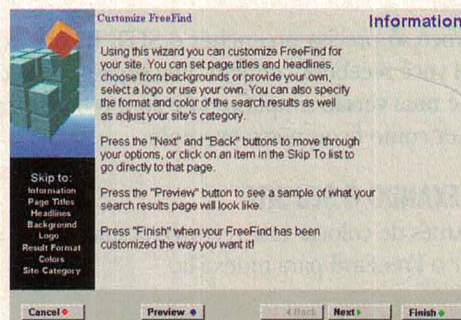 Customize FreeFind
Information
Using this wizard you can customize FreeFind for
your site. You can set page titles and headlines,
choose from backgrounds or provide your own,
select a logo or use your own. You can also specify
the format and color of the search results as well
as adjust your site's category.
Press the "Next" and "Back" buttons to move through
your options, or click on an item in the Skip To list to
go directly to that page.
Press the "Preview" button to see a sample of what your
search results page will look like.
Press "Finish" when your FreeFind has been
customized the way you want it!
Skip to:
Information
Page Titles
Headlines
Background
Logo
Result Format
Colors
Site Category
Cancel
Preview
Back
Next
Finish